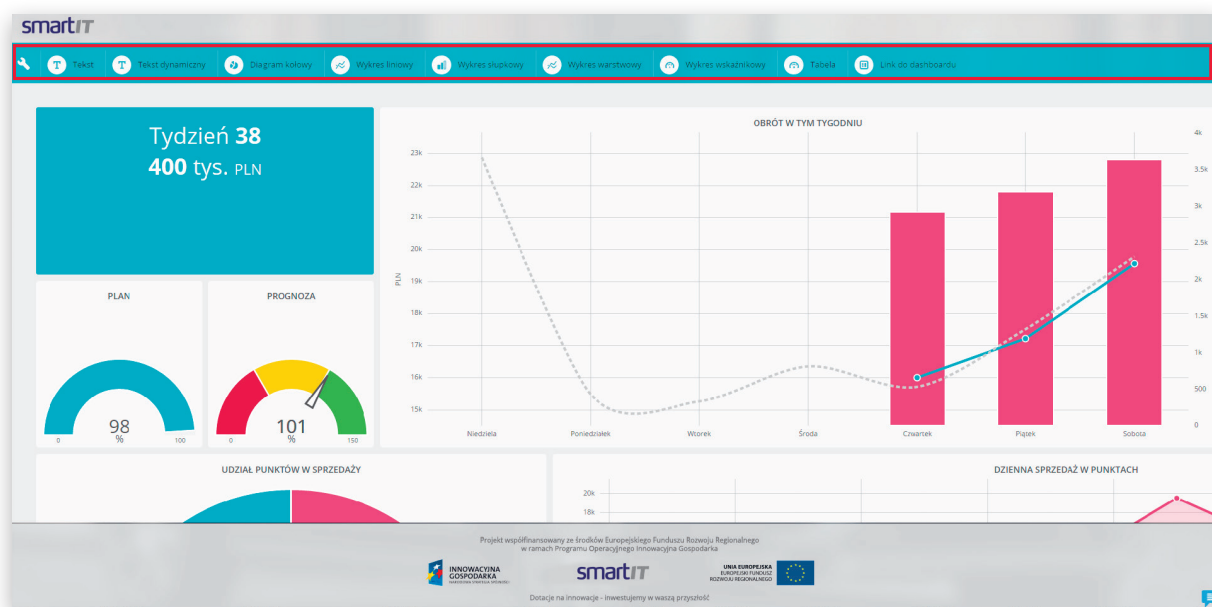 smartIT
Tekst
Tekst dynamiczny
Diagram kołowy
Wykres liniowy
Wykres słupkowy
Wykres warstwowy
Wykres wskaźnikowy
Tabela
Link do dashboardu
Tydzień 38
400 tys. PLN
OBRÓT W TYM TYGODNIU
4k
23k
3.5k
22k
3k
21k
2.5k
20k
PLN
19k
2k
18k
1.5k
17k
1k
16k
500
15k
0
Niedziela
Poniedziałek
Wtorek
Środa
Czwartek
Piątek
Sobota
PLAN
98
%
0
100
PROGNOZA
101
%
0
150
UDZIAŁ PUNKTÓW W SPRZEDAŻY
DZIENNA SPRZEDAŻ W PUNKTACH
20k
18k
Projekt współfinansowany ze środków Europejskiego Funduszu Rozwoju Regionalnego
w ramach Programu Operacyjnego Innowacyjna Gospodarka
INNOWACYJNA
GOSPODARKA
NARODOWA STRATEGIA SPÓJNOŚCI
smartIT
UNIA EUROPEJSKA
EUROPEJSKI FUNDUSZ
ROZWOJU REGIONALNEGO
Dotacje na innowacje - inwestujemy w waszą przyszłość